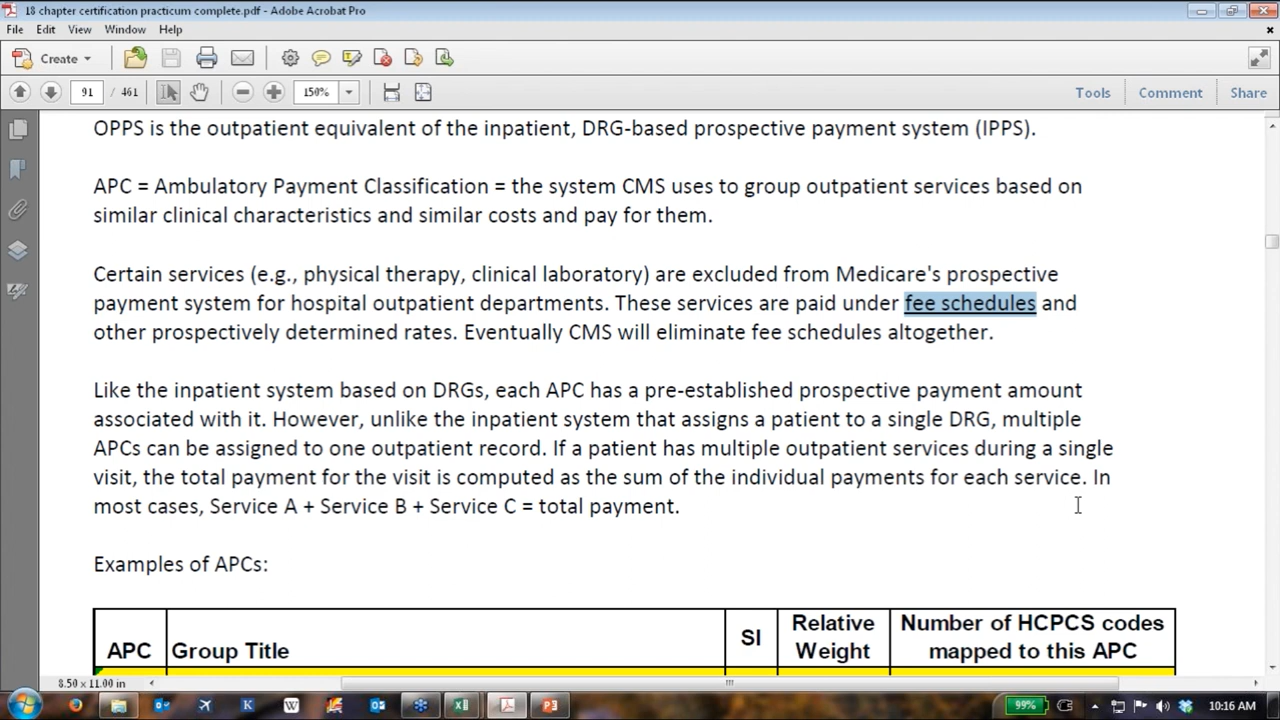 18 chapter certification practicum complete.pdf - Adobe Acrobat Pro
File Edit View Window Help
Create
91 / 461 150% Tools Comment Share
OPPS is the outpatient equivalent of the inpatient, DRG-based prospective payment system (IPPS).
APC = Ambulatory Payment Classification = the system CMS uses to group outpatient services based on
similar clinical characteristics and similar costs and pay for them.
Certain services (e.g., physical therapy, clinical laboratory) are excluded from Medicare's prospective
payment system for hospital outpatient departments. These services are paid under fee schedules and
other prospectively determined rates. Eventually CMS will eliminate fee schedules altogether.
Like the inpatient system based on DRGs, each APC has a pre-established prospective payment amount
associated with it. However, unlike the inpatient system that assigns a patient to a single DRG, multiple
APCs can be assigned to one outpatient record. If a patient has multiple outpatient services during a single
visit, the total payment for the visit is computed as the sum of the individual payments for each service. In
most cases, Service A + Service B + Service C = total payment.
Examples of APCs:
APC
Group Title
SI
Relative
Weight
Number of HCPCS codes
mapped to this APC
8.50 x 11.00 in
99% 10:16 AM